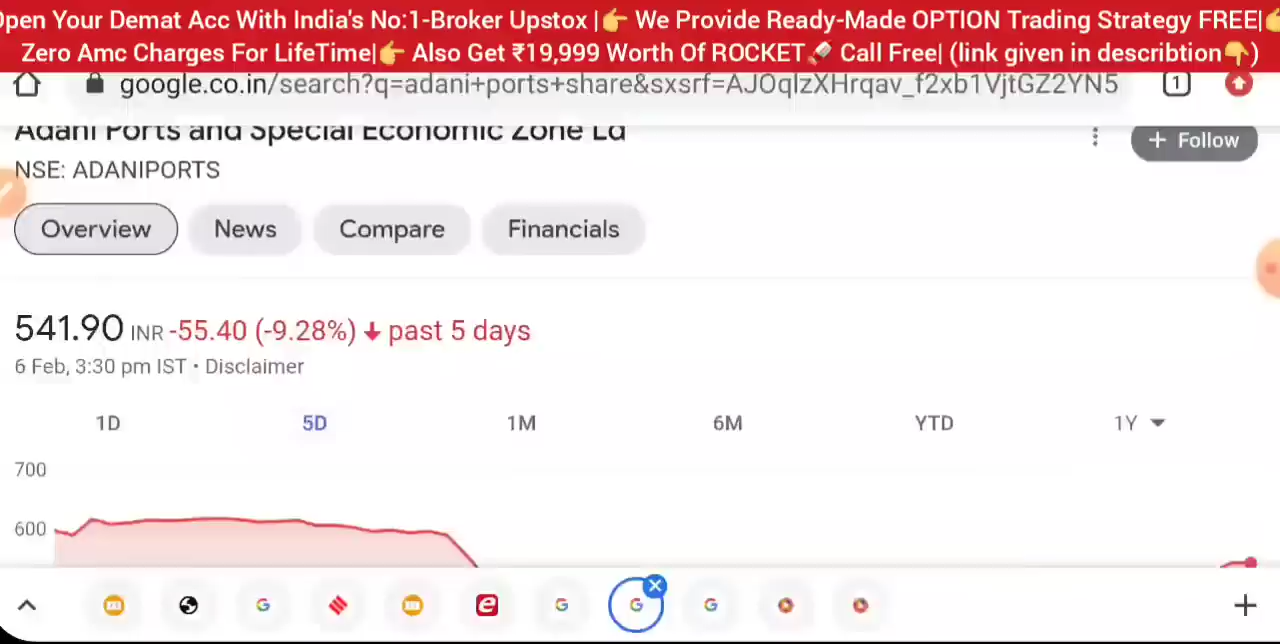 Open Your Demat Acc With India's No:1-Broker Upstox |👉 We Provide Ready-Made OPTION Trading Strategy FREE|👉
Zero Amc Charges For LifeTime|👉 Also Get ₹19,999 Worth Of ROCKET🚀 Call Free| (link given in describtion👇)
google.co.in/search?q=adani+ports+share&sxsrf=AJOqlzXHrqav_f2xb1VjtGZ2YN5
1
Adani Ports and Special Economic Zone Ld
+ Follow
NSE: ADANIPORTS
Overview News Compare Financials
541.90 INR -55.40 (-9.28%) ↓ past 5 days
6 Feb, 3:30 pm IST • Disclaimer
1D 5D 1M 6M YTD 1Y
700
600